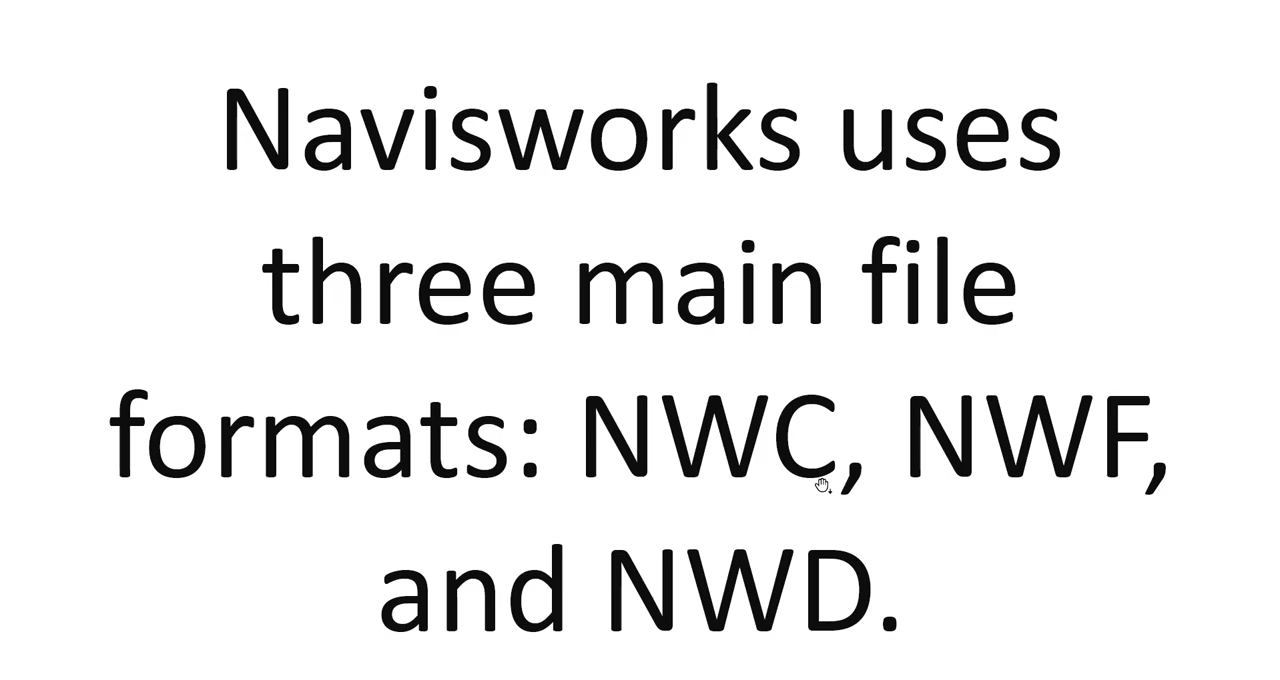 Navisworks uses
three main file
formats: NWC, NWF,
and NWD.